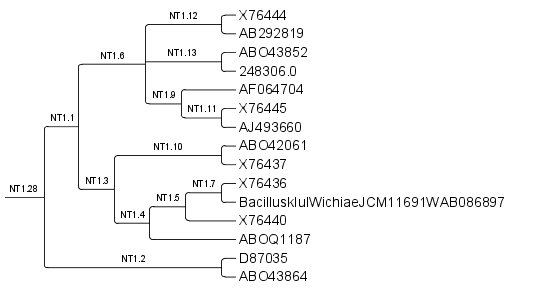 X76444
NT1.12
AB292819
ABO43852
NT1.13
NT1.6
248306.0
AF064704
NT1.9
X76445
NT1.11
NT1.1
AJ493660
ABO42061
NT1.10
X76437
NT1.3
NT1.7
X76436
NT1.28
NT1.5
BacilluskIulWichiaeJCM11691WAB086897
NT1.4
X76440
ABOQ1187
D87035
NT1.2
ABO43864